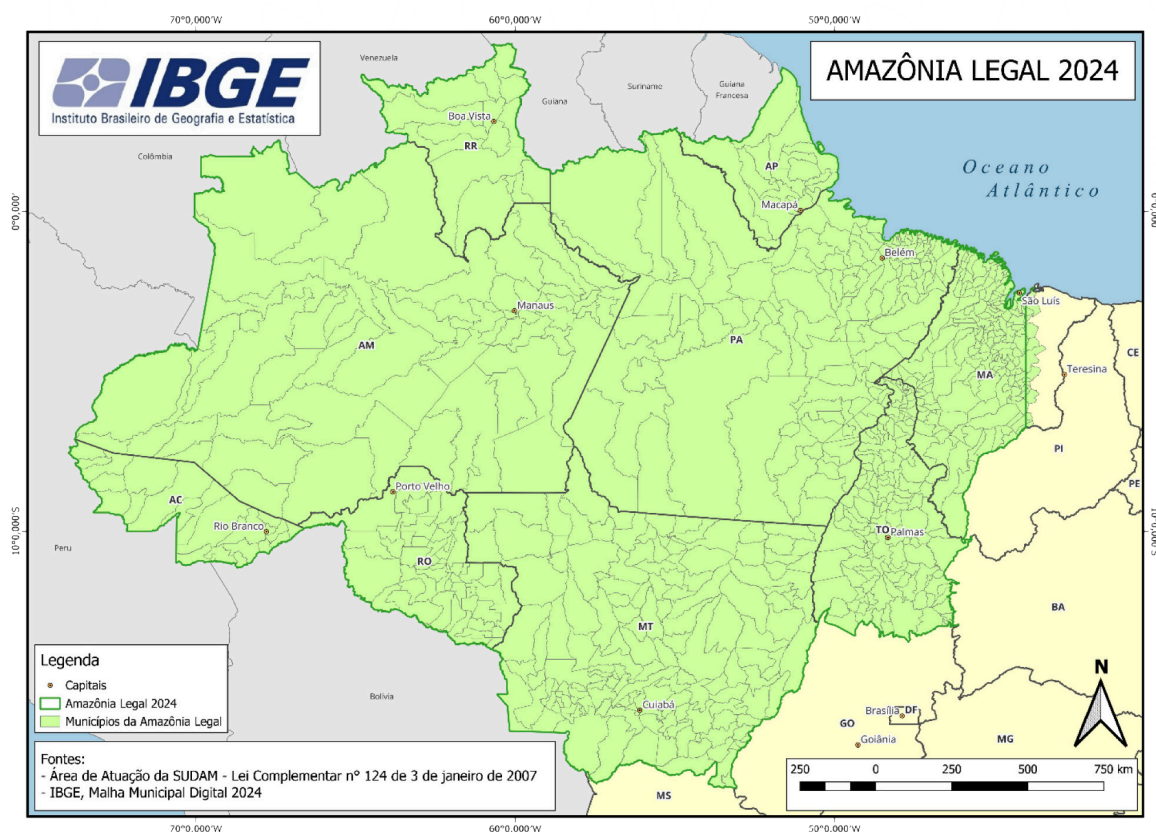 70°0,000'W 60°0,000'W 50°0,000'W
IBGE
Instituto Brasileiro de Geografia e Estatística
AMAZÔNIA LEGAL 2024
Venezuela
Guiana
Suriname
Guiana
Francesa
Colômbia
Boa Vista
RR
AP
Oceano
Atlântico
Macapá
0°0,000' 0°0,000'
Belém
Manaus
São Luís
AM
PA
MA
CE
Teresina
PI
PE
Porto Velho
AC
Rio Branco
TO
Palmas
10°0,000'S 10°0,000'S
Peru
RO
BA
MT
Bolívia
Cuiabá
Brasília DF
GO
Goiânia
MG
MS
N
Legenda
Capitais
Amazônia Legal 2024
Municípios da Amazônia Legal
Fontes:
- Área de Atuação da SUDAM - Lei Complementar n° 124 de 3 de janeiro de 2007
- IBGE, Malha Municipal Digital 2024
250 0 250 500 750 km
70°0,000'W 60°0,000'W 50°0,000'W